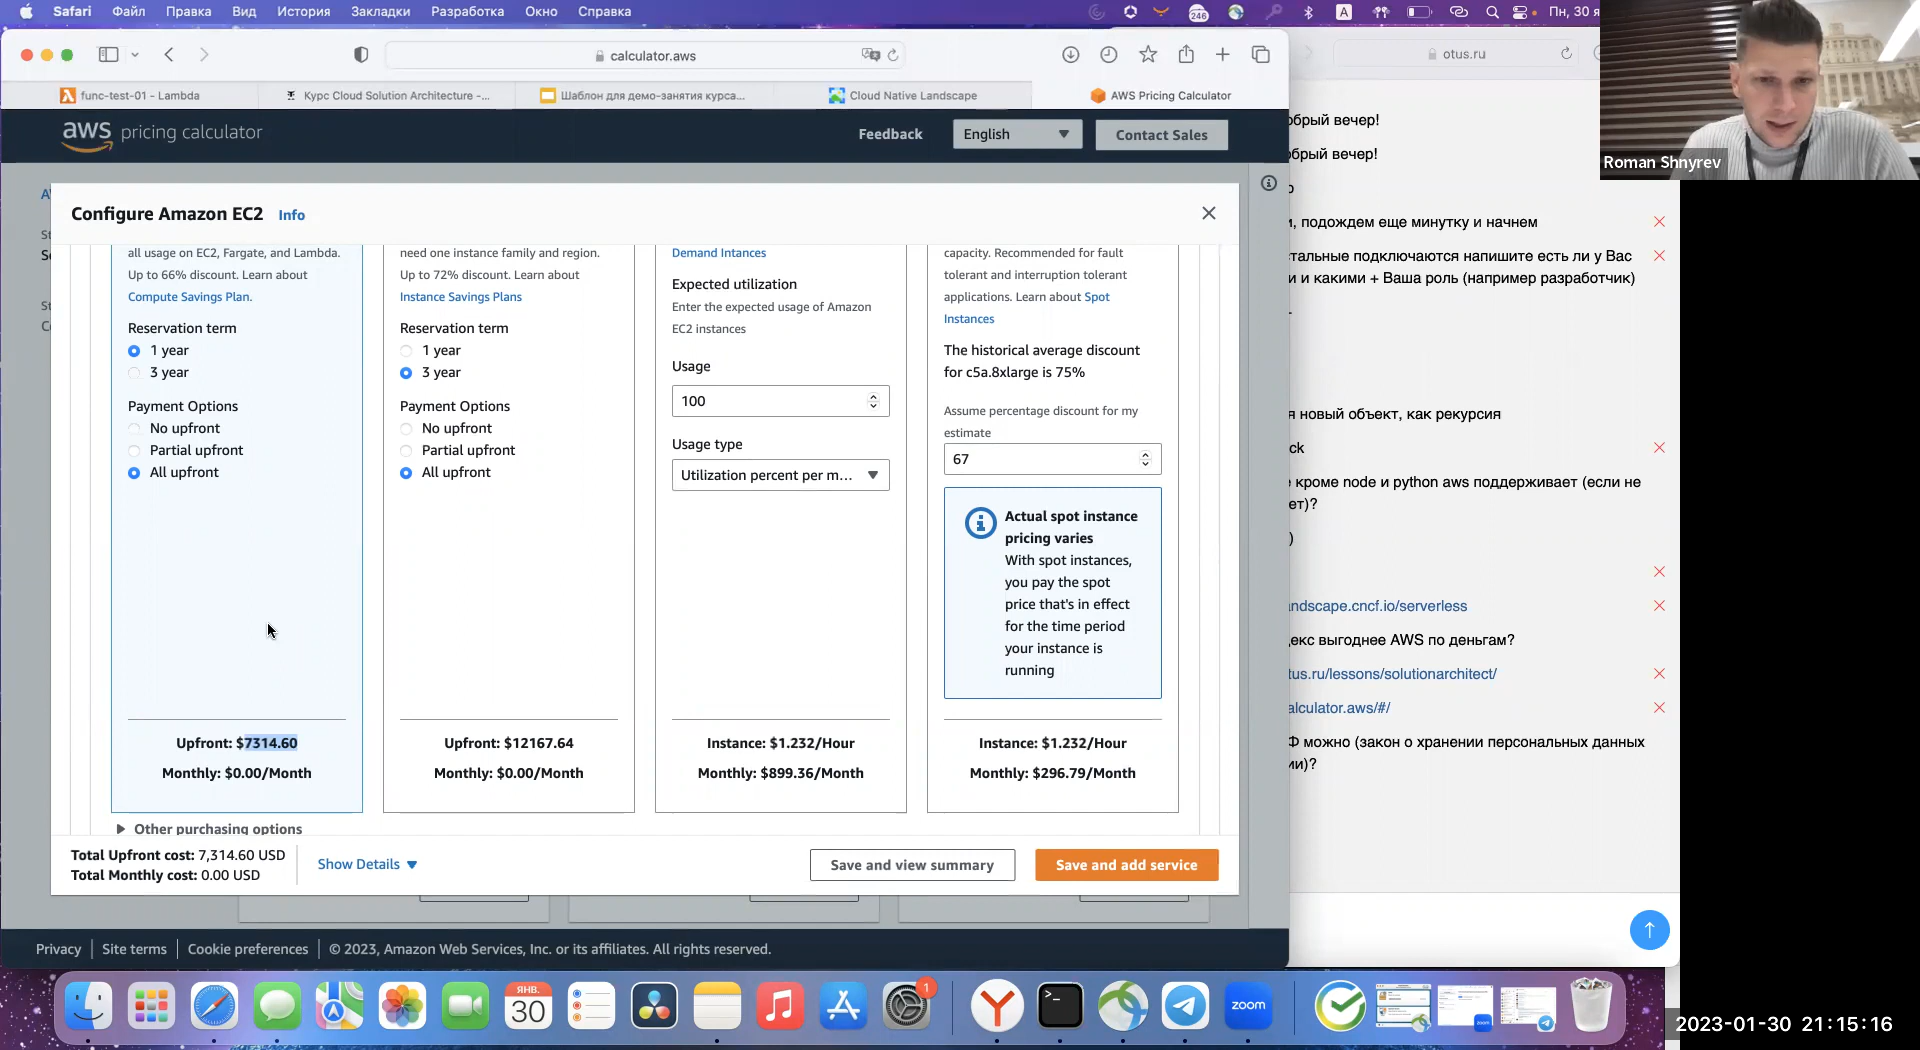 Safari Файл Правка Вид История Закладки Разработка Окно Справка
246
A
Пн, 30 я
calculator.aws
otus.ru
func-test-01 - Lambda
Курс Cloud Solution Architecture -...
Шаблон для демо-занятия курса...
Cloud Native Landscape
AWS Pricing Calculator
aws pricing calculator
Feedback
English
Contact Sales
Configure Amazon EC2 Info
all usage on EC2, Fargate, and Lambda.
Up to 66% discount. Learn about
Compute Savings Plan.
Reservation term
1 year
3 year
Payment Options
No upfront
Partial upfront
All upfront
Upfront: $7314.60
Monthly: $0.00/Month
need one instance family and region.
Up to 72% discount. Learn about
Instance Savings Plans
Reservation term
1 year
3 year
Payment Options
No upfront
Partial upfront
All upfront
Upfront: $12167.64
Monthly: $0.00/Month
Demand Intances
Expected utilization
Enter the expected usage of Amazon
EC2 instances
Usage
100
Usage type
Utilization percent per m...
Instance: $1.232/Hour
Monthly: $899.36/Month
capacity. Recommended for fault
tolerant and interruption tolerant
applications. Learn about Spot
Instances
The historical average discount
for c5a.8xlarge is 75%
Assume percentage discount for my
estimate
67
Actual spot instance
pricing varies
With spot instances,
you pay the spot
price that's in effect
for the time period
your instance is
running
Instance: $1.232/Hour
Monthly: $296.79/Month
Other purchasing options
Total Upfront cost: 7,314.60 USD
Total Monthly cost: 0.00 USD
Show Details
Save and view summary
Save and add service
Privacy
Site terms
Cookie preferences
© 2023, Amazon Web Services, Inc. or its affiliates. All rights reserved.
обрый вечер!
обрый вечер!
и, подождем еще минутку и начнем
стальные подключаются напишите есть ли у Вас
и и какими + Ваша роль (например разработчик)
я новый объект, как рекурсия
ck
е кроме node и python aws поддерживает (если не
ет)?
)
andscape.cncf.io/serverless
декс выгоднее AWS по деньгам?
tus.ru/lessons/solutionarchitect/
alculator.aws/#/
Ф можно (закон о хранении персональных данных
ии)?
Roman Shnyrev
ЯНВ.
30
1
zoom
2023-01-30 21:15:16